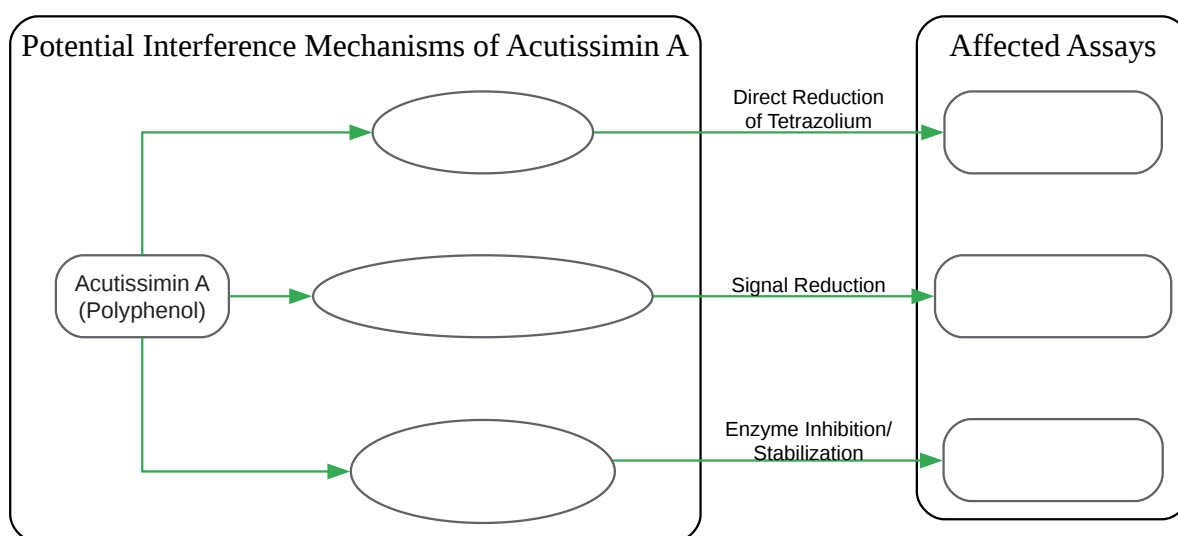 Potential Interference Mechanisms of Acutissimin A
Affected Assays
Direct Reduction
of Tetrazolium
Acutissimin A
(Polyphenol)
Signal Reduction
Enzyme Inhibition/
Stabilization